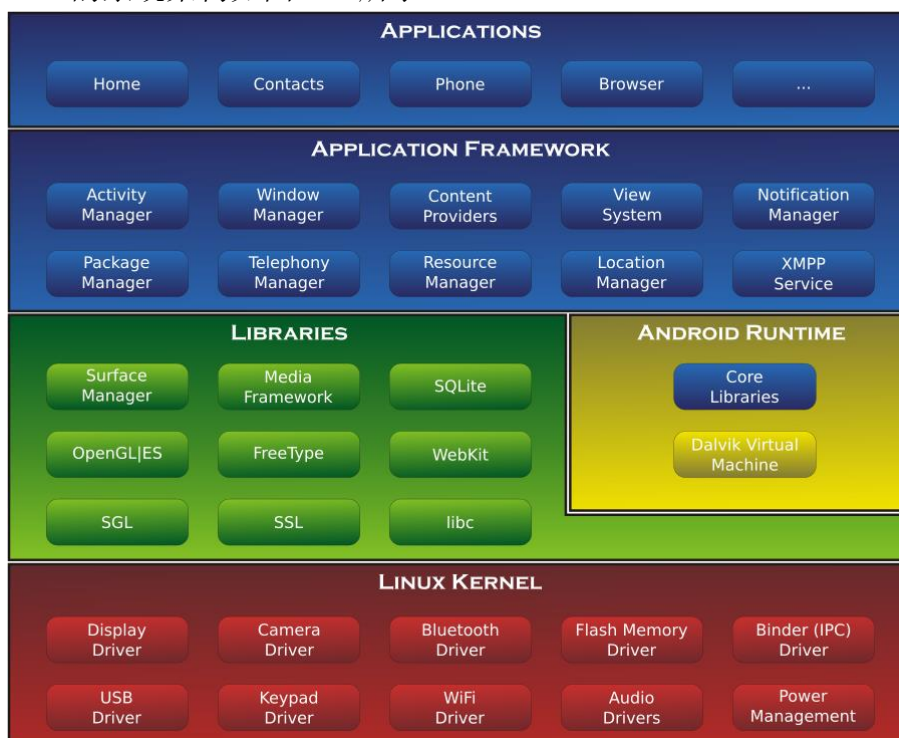 APPLICATIONS
Home
Contacts
Phone
Browser
...
APPLICATION FRAMEWORK
Activity
Manager
Window
Manager
Content
Providers
View
System
Notification
Manager
Package
Manager
Telephony
Manager
Resource
Manager
Location
Manager
XMPP
Service
LIBRARIES
Surface
Manager
Media
Framework
SQLite
OpenGL|ES
FreeType
WebKit
SGL
SSL
libc
ANDROID RUNTIME
Core
Libraries
Dalvik Virtual
Machine
LINUX KERNEL
Display
Driver
Camera
Driver
Bluetooth
Driver
Flash Memory
Driver
Binder (IPC)
Driver
USB
Driver
Keypad
Driver
WiFi
Driver
Audio
Drivers
Power
Management